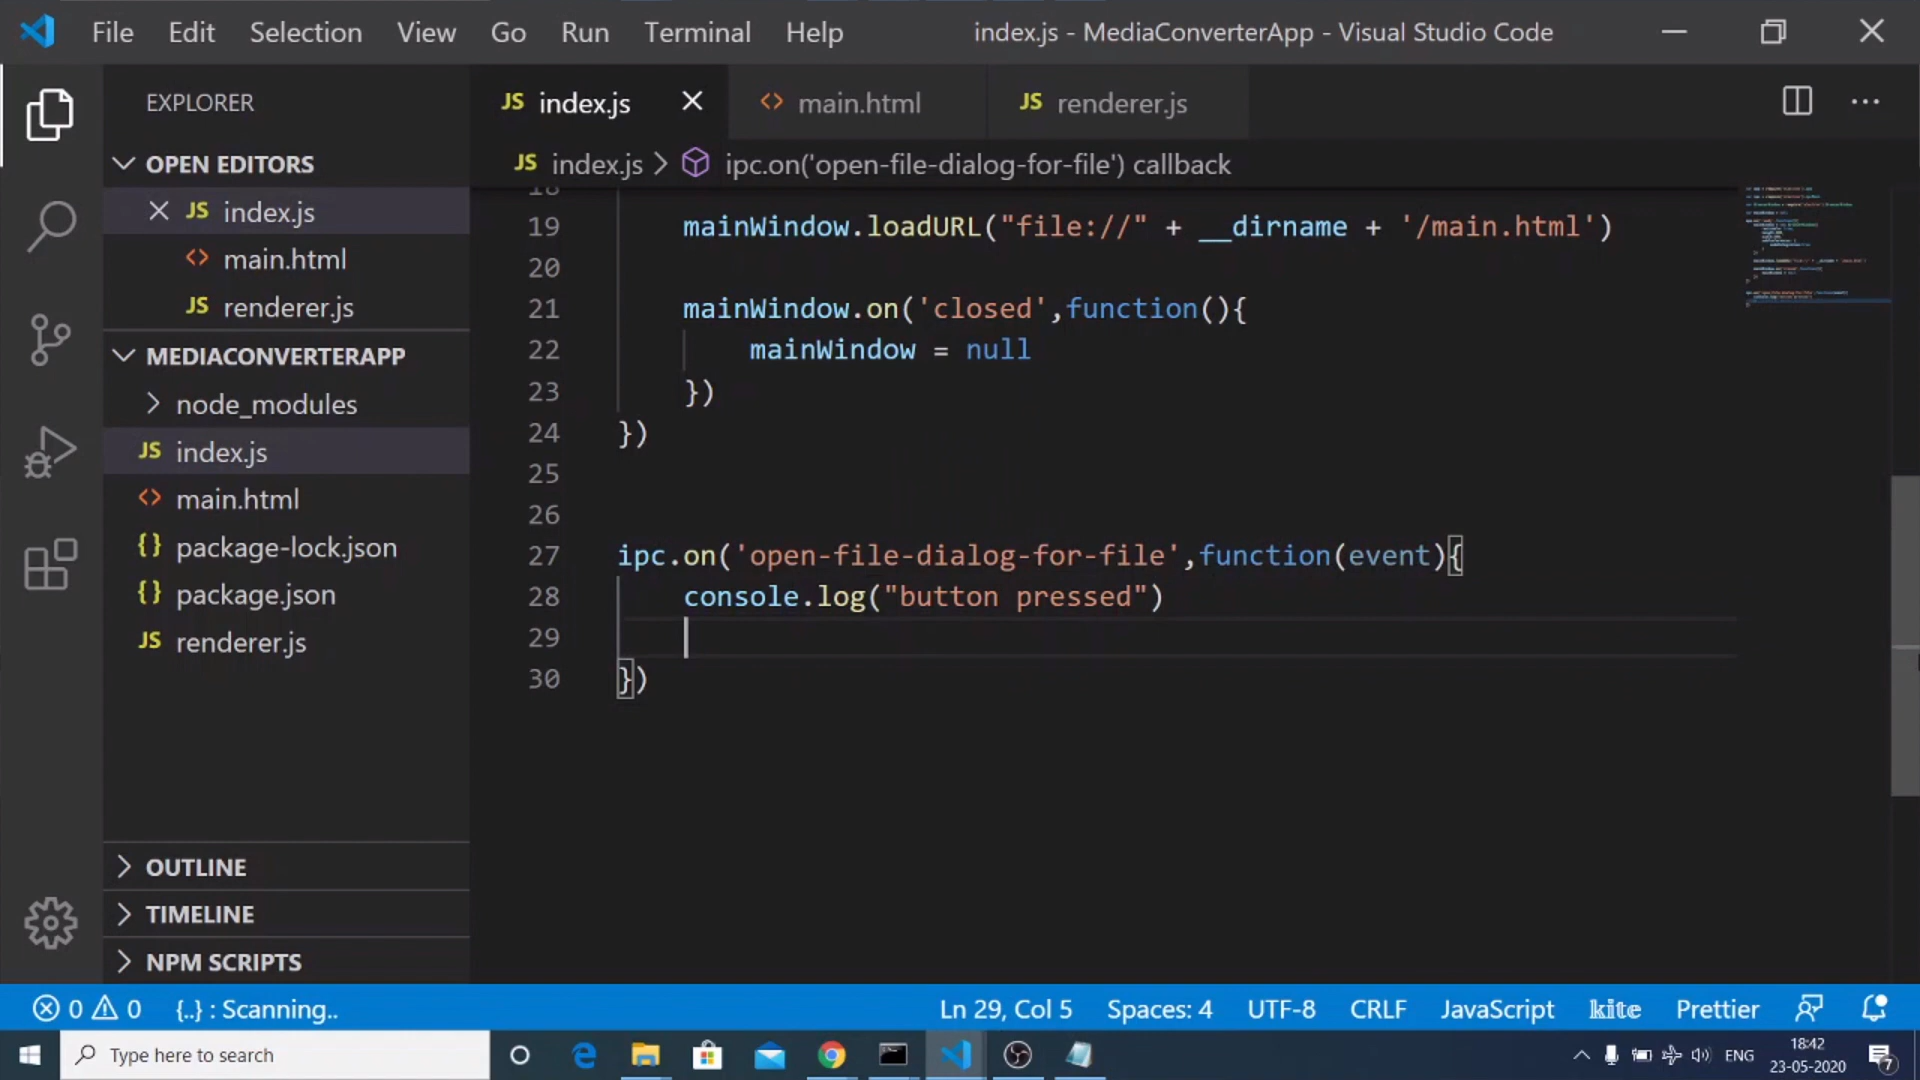 File Edit Selection View Go Run Terminal Help index.js - MediaConverterApp - Visual Studio Code
EXPLORER
OPEN EDITORS
JS index.js
<> main.html
JS renderer.js
MEDIACONVERTERAPP
node_modules
JS index.js
<> main.html
{} package-lock.json
{} package.json
JS renderer.js
OUTLINE
TIMELINE
NPM SCRIPTS
JS index.js <> main.html JS renderer.js ...
JS index.js > ipc.on('open-file-dialog-for-file') callback
18
19 mainWindow.loadURL("file://" + __dirname + '/main.html')
20
21 mainWindow.on('closed',function(){
22 mainWindow = null
23 })
24 })
25
26
27 ipc.on('open-file-dialog-for-file',function(event){
28 console.log("button pressed")
29
30 })
0 0 {..} : Scanning.. Ln 29, Col 5 Spaces: 4 UTF-8 CRLF JavaScript kite Prettier
Type here to search ENG 18:42
23-05-2020 7